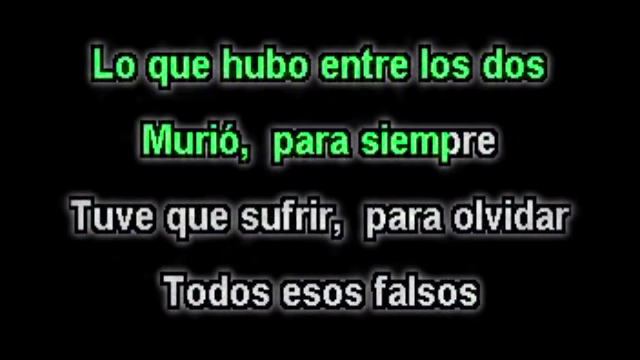 Lo que hubo entre los dos
Murió, para siempre
Tuve que sufrir, para olvidar
Todos esos falsos